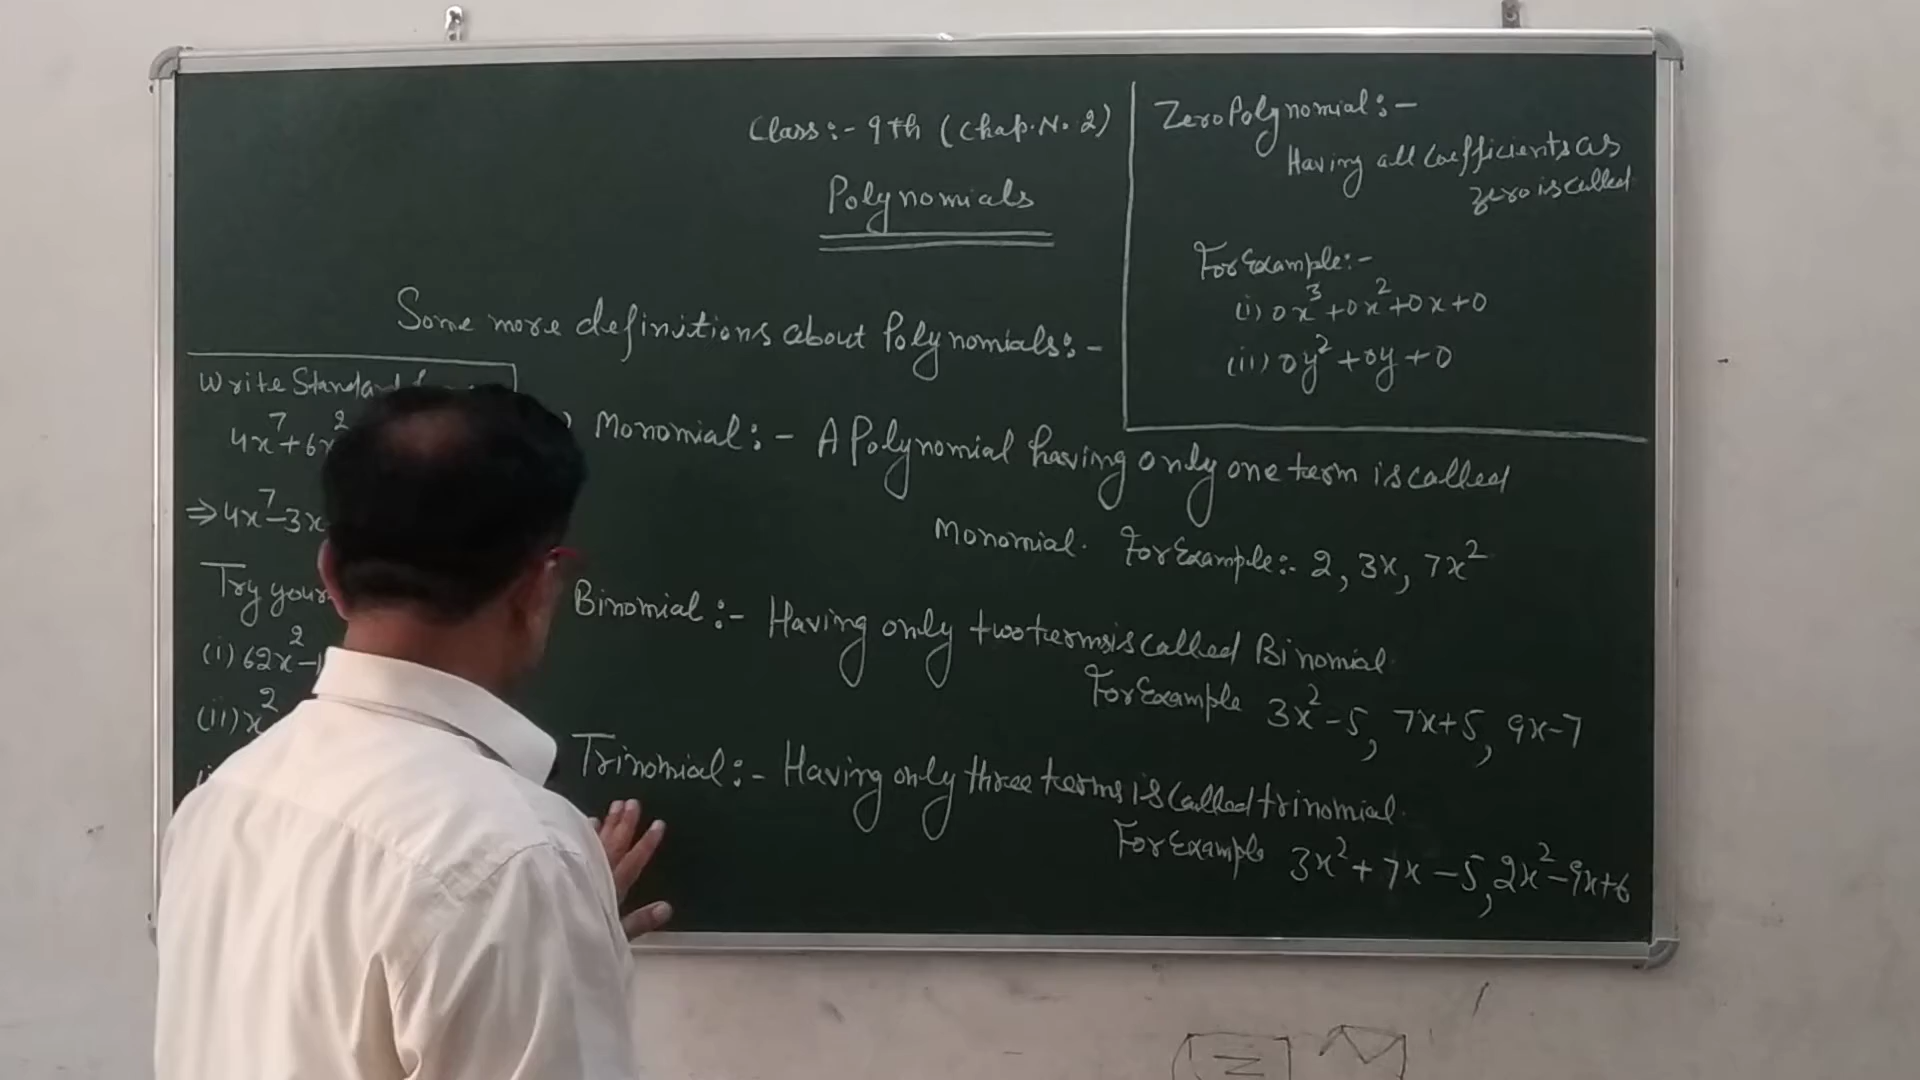 Class:- 9th (Chap. No. 2)
Polynomials
Some more definitions about Polynomials:-
Zero Polynomial:-
Having all Coefficients as
zero is called
For Example:-
(i) 0x³+0x²+0x+0
(ii) 0y²+0y+0
Write Standard
4x⁷+6x²
⇒4x⁷-3x
Try your
(i) 62x²-
(ii) x²
) Monomial:- A Polynomial having only one term is called
Monomial. For Example:- 2, 3x, 7x²
Binomial:- Having only two terms is called Binomial.
For Example 3x²-5, 7x+5, 9x-7
Trinomial:- Having only three terms is called trinomial.
For Example 3x²+7x-5, 2x²-9x+6